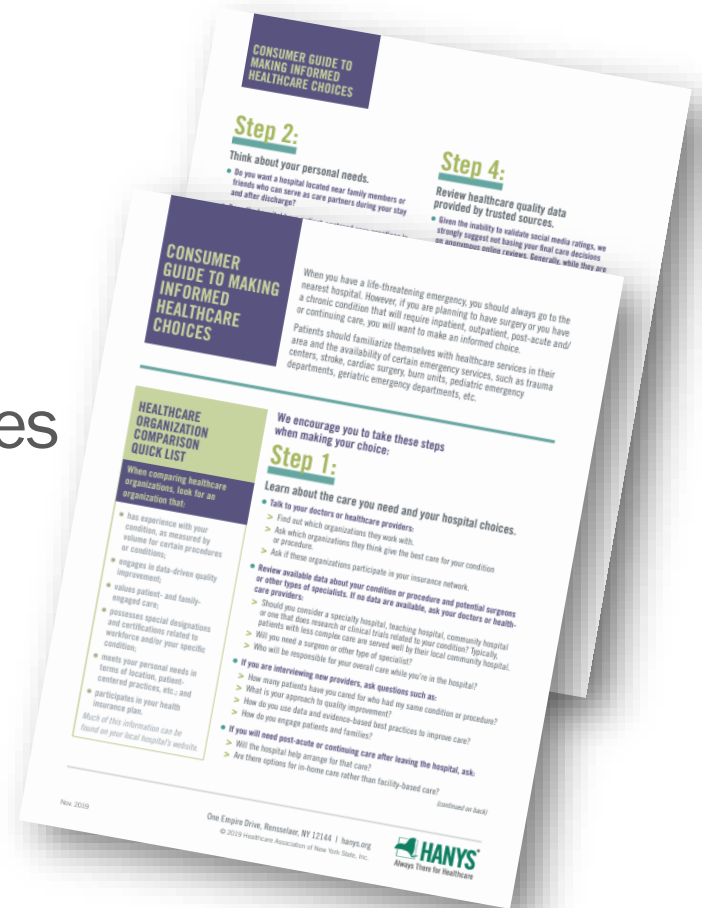 es
CONSUMER GUIDE TO
MAKING INFORMED
HEALTHCARE CHOICES
Step 2:
Think about your personal needs.
• Do you want a hospital located near family members or
friends who can serve as care partners during your stay
and after discharge?
Step 4:
Review healthcare quality data
provided by trusted sources.
• Given the inability to validate social media ratings, we
strongly suggest not basing your final care decisions
on anonymous online reviews. Generally, while they are
CONSUMER
GUIDE TO MAKING
INFORMED
HEALTHCARE
CHOICES
When you have a life-threatening emergency, you should always go to the
nearest hospital. However, if you are planning to have surgery or you have
a chronic condition that will require inpatient, outpatient, post-acute and/
or continuing care, you will want to make an informed choice.
Patients should familiarize themselves with healthcare services in their
area and the availability of certain emergency services, such as trauma
centers, stroke, cardiac surgery, burn units, pediatric emergency
departments, geriatric emergency departments, etc.
HEALTHCARE
ORGANIZATION
COMPARISON
QUICK LIST
When comparing healthcare
organizations, look for an
organization that:
• has experience with your
condition, as measured by
volume for certain procedures
or conditions;
• engages in data-driven quality
improvement;
• values patient- and family-
engaged care;
• possesses special designations
and certifications related to
workforce and/or your specific
condition;
• meets your personal needs in
terms of location, patient-
centered practices, etc.; and
• participates in your health
insurance plan.
Much of this information can be
found on your local hospital's website.
We encourage you to take these steps
when making your choice:
Step 1:
Learn about the care you need and your hospital choices.
• Talk to your doctors or healthcare providers:
> Find out which organizations they work with.
> Ask which organizations they think give the best care for your condition
or procedure.
> Ask if these organizations participate in your insurance network.
• Review available data about your condition or procedure and potential surgeons
or other types of specialists. If no data are available, ask your doctors or health-
care providers:
> Should you consider a specialty hospital, teaching hospital, community hospital
or one that does research or clinical trials related to your condition? Typically,
patients with less complex care are served well by their local community hospital.
> Will you need a surgeon or other type of specialist?
> Who will be responsible for your overall care while you're in the hospital?
• If you are interviewing new providers, ask questions such as:
> How many patients have you cared for who had my same condition or procedure?
> What is your approach to quality improvement?
> How do you use data and evidence-based best practices to improve care?
> How do you engage patients and families?
• If you will need post-acute or continuing care after leaving the hospital, ask:
> Will the hospital help arrange for that care?
> Are there options for in-home care rather than facility-based care?
(continued on back)
Nov. 2019
One Empire Drive, Rensselaer, NY 12144 | hanys.org
© 2019 Healthcare Association of New York State, Inc.
HANYS
Always There for Healthcare